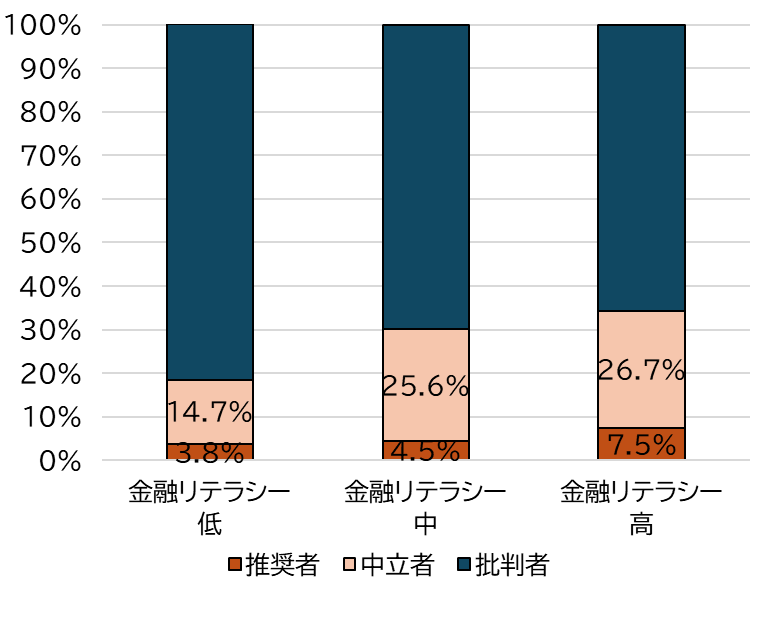 100%
90%
80%
70%
60%
50%
40%
30%
20%
10%
0%
14.7%
3.8%
25.6%
4.5%
26.7%
7.5%
金融リテラシー
低
金融リテラシー
中
金融リテラシー
高
推奨者 中立者 批判者